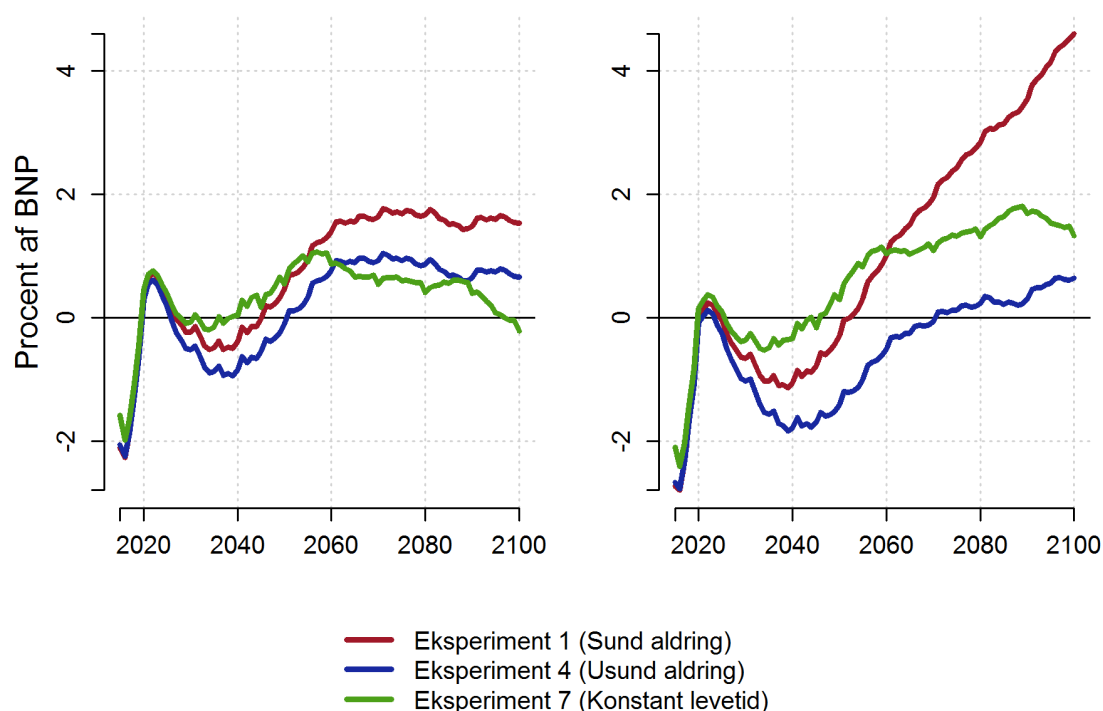 Procent af BNP
4
2
0
-2
2020 2040 2060 2080 2100
4
2
0
-2
2020 2040 2060 2080 2100
Eksperiment 1 (Sund aldring)
Eksperiment 4 (Usund aldring)
Eksperiment 7 (Konstant levetid)